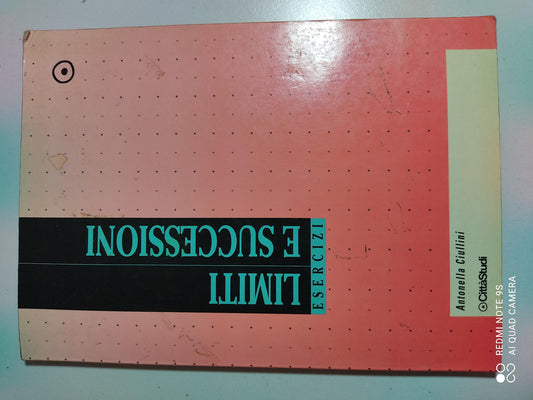 Antonella Ciullini
CittàStudi
ESERCIZI
LIMITI
E SUCCESSIONI
REDMI NOTE 9S
AI QUAD CAMERA